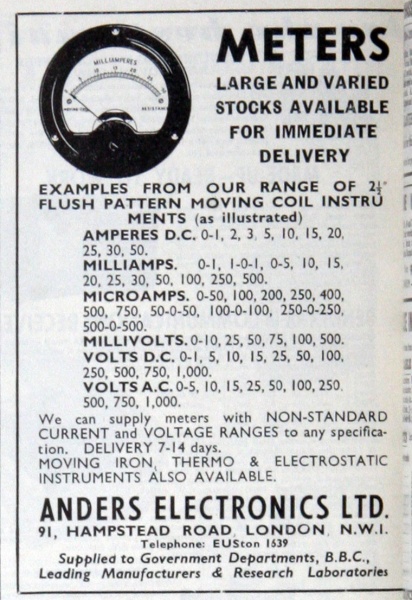 METERS
LARGE AND VARIED
STOCKS AVAILABLE
FOR IMMEDIATE
DELIVERY
MILLIAMPERES
MOVING COIL
RESISTANCE
EXAMPLES FROM OUR RANGE OF 2½"
FLUSH PATTERN MOVING COIL INSTRU
MENTS (as illustrated)
AMPERES D.C. 0-1, 2, 3, 5, 10, 15, 20,
25, 30, 50.
MILLIAMPS. 0-1, 1-0-1, 0-5, 10, 15,
20, 25, 30, 50, 100, 250, 500.
MICROAMPS. 0-50, 100, 200, 250, 400,
500, 750, 50-0-50, 100-0-100, 250-0-250,
500-0-500.
MILLIVOLTS. 0-10, 25, 50, 75, 100, 500.
VOLTS D.C. 0-1, 5, 10, 15, 25, 50, 100,
250, 500, 750, 1,000.
VOLTS A.C. 0-5, 10, 15, 25, 50, 100, 250,
500, 750, 1,000.
We can supply meters with NON-STANDARD
CURRENT and VOLTAGE RANGES to any specifica-
tion. DELIVERY 7-14 days.
MOVING IRON, THERMO & ELECTROSTATIC
INSTRUMENTS ALSO AVAILABLE.
ANDERS ELECTRONICS LTD.
91, HAMPSTEAD ROAD, LONDON, N.W.1.
Telephone: EUSton 1639
Supplied to Government Departments, B.B.C.,
Leading Manufacturers & Research Laboratories